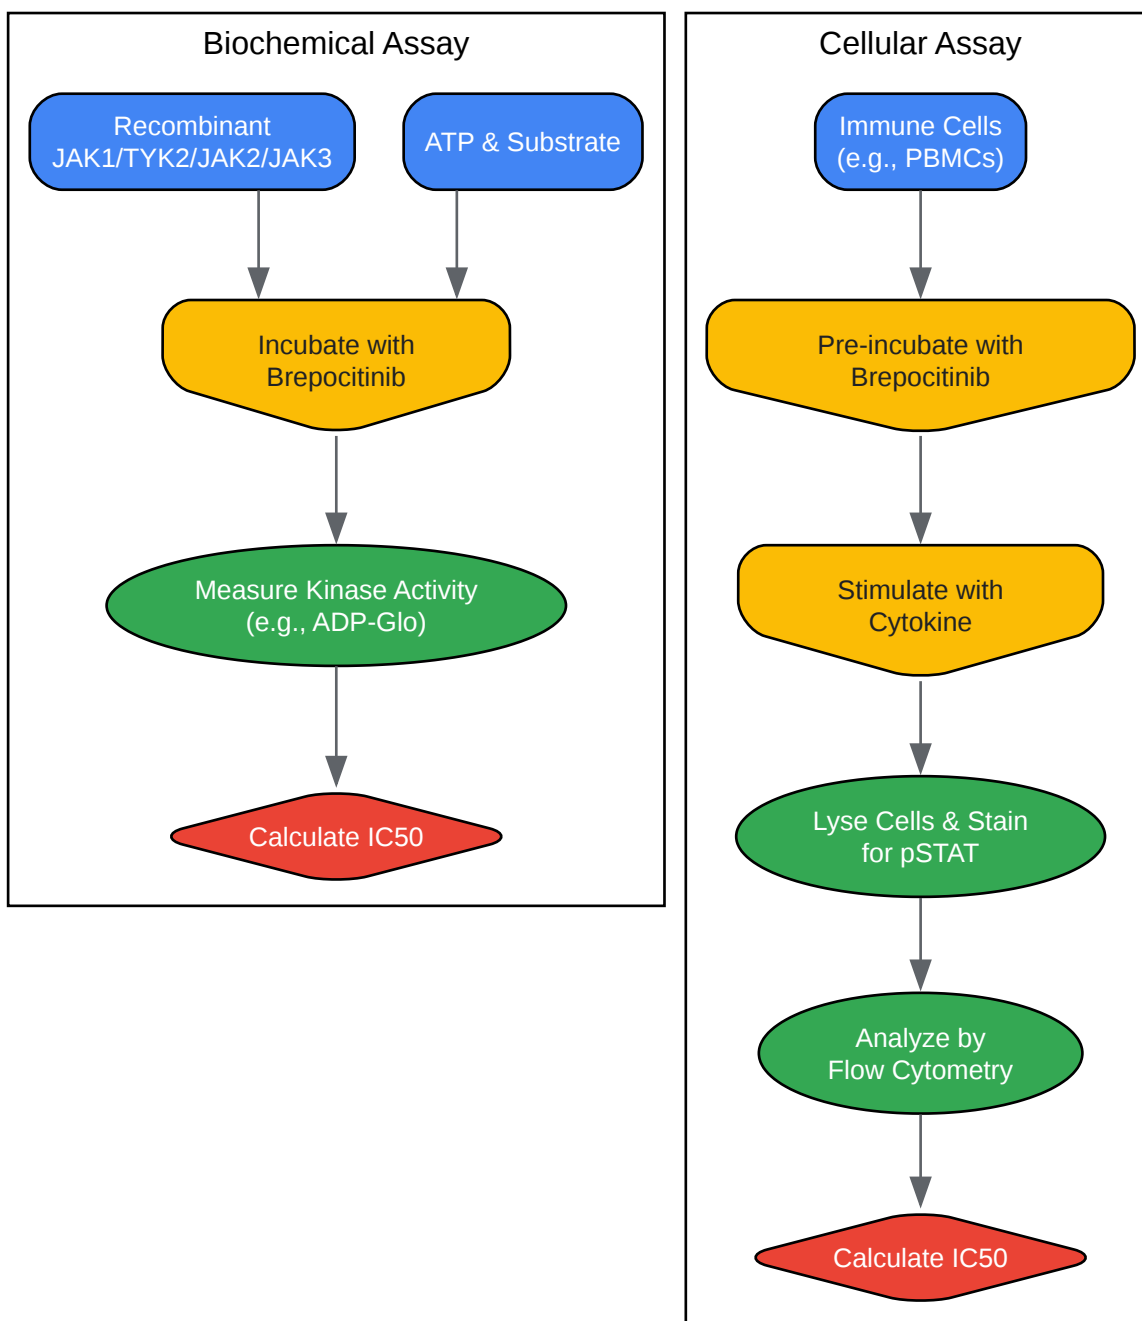 Biochemical Assay
Recombinant
JAK1/TYK2/JAK2/JAK3
ATP & Substrate
Incubate with
Brepocitinib
Measure Kinase Activity
(e.g., ADP-Glo)
Calculate IC50
Cellular Assay
Immune Cells
(e.g., PBMCs)
Pre-incubate with
Brepocitinib
Stimulate with
Cytokine
Lyse Cells & Stain
for pSTAT
Analyze by
Flow Cytometry
Calculate IC50